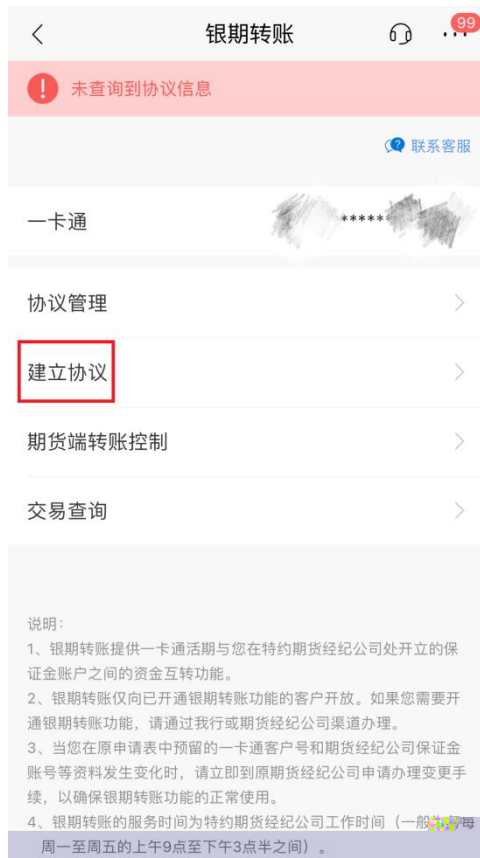 银期转账
99
未查询到协议信息
联系客服
一卡通
*****
协议管理
建立协议
期货端转账控制
交易查询
说明：
1、银期转账提供一卡通活期与您在特约期货经纪公司处开立的保
证金账户之间的资金互转功能。
2、银期转账仅向已开通银期转账功能的客户开放。如果您需要开
通银期转账功能，请通过我行或期货经纪公司渠道办理。
3、当您在原申请表中预留的一卡通客户号和期货经纪公司保证金
账号等资料发生变化时，请立即到原期货经纪公司申请办理变更手
续，以确保银期转账功能的正常使用。
4、银期转账的服务时间为特约期货经纪公司工作时间（一般每
周一至周五的上午9点至下午3点半之间）。